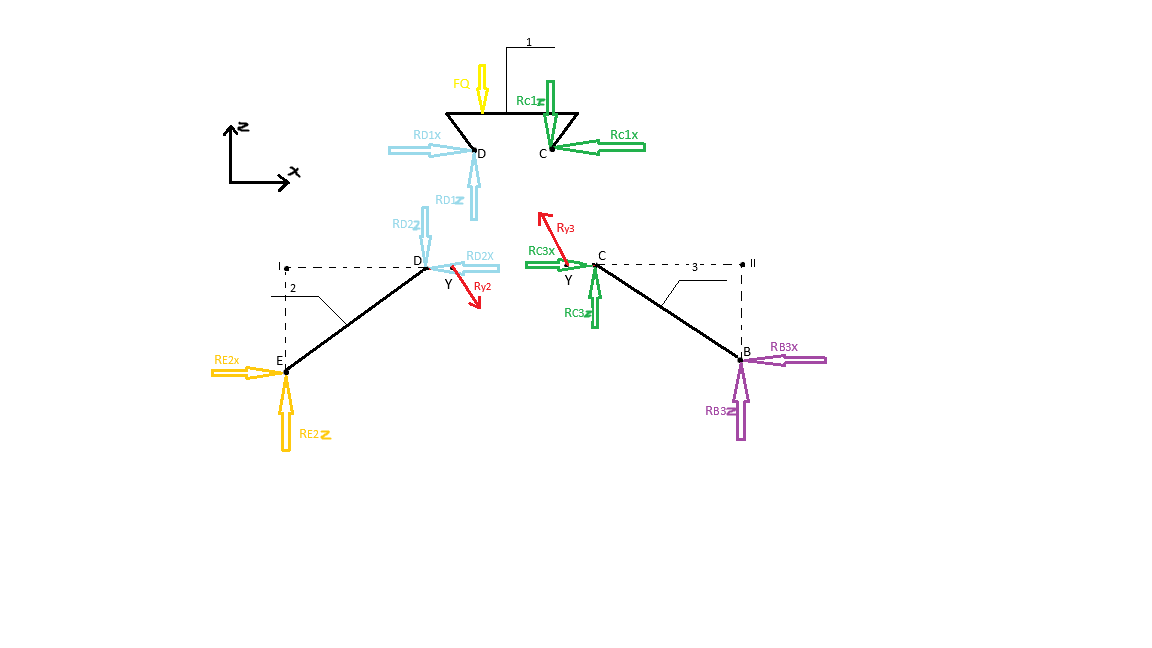 1
FQ
RC1z
z
RD1x
RC1x
D
C
x
RD1z
RD2z
Ry3
D
RD2X
RC3x
C
I
II
3
Y
Ry2
Y
2
RC3z
E
B
RE2x
RB3x
RB3z
RE2z